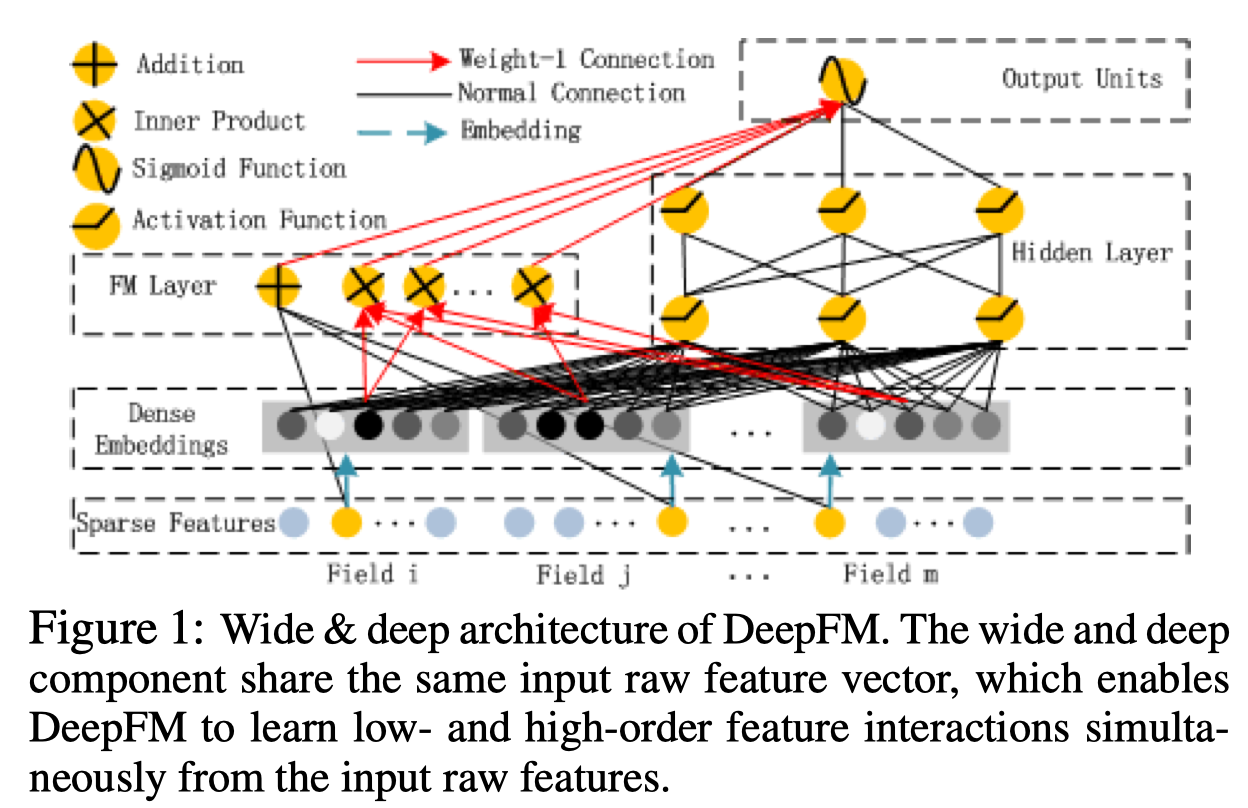 Addition
Inner Product
Sigmoid Function
Activation Function
Weight-1 Connection
Normal Connection
Embedding
Output Units
Hidden Layer
FM Layer
. . .
Dense
Embeddings
. . .
Sparse Features
. . .
. . .
. . .
. . .
Field i
Field j
. . .
Field m
Figure 1: Wide & deep architecture of DeepFM. The wide and deep
component share the same input raw feature vector, which enables
DeepFM to learn low- and high-order feature interactions simulta-
neously from the input raw features.